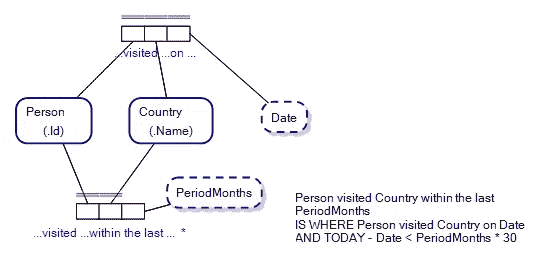 ...visited ...on ...
Person
(.Id)
Country
(.Name)
Date
PeriodMonths
...visited ...within the last ... *
Person visited Country within the last
PeriodMonths
IS WHERE Person visited Country on Date
AND TODAY - Date < PeriodMonths * 30